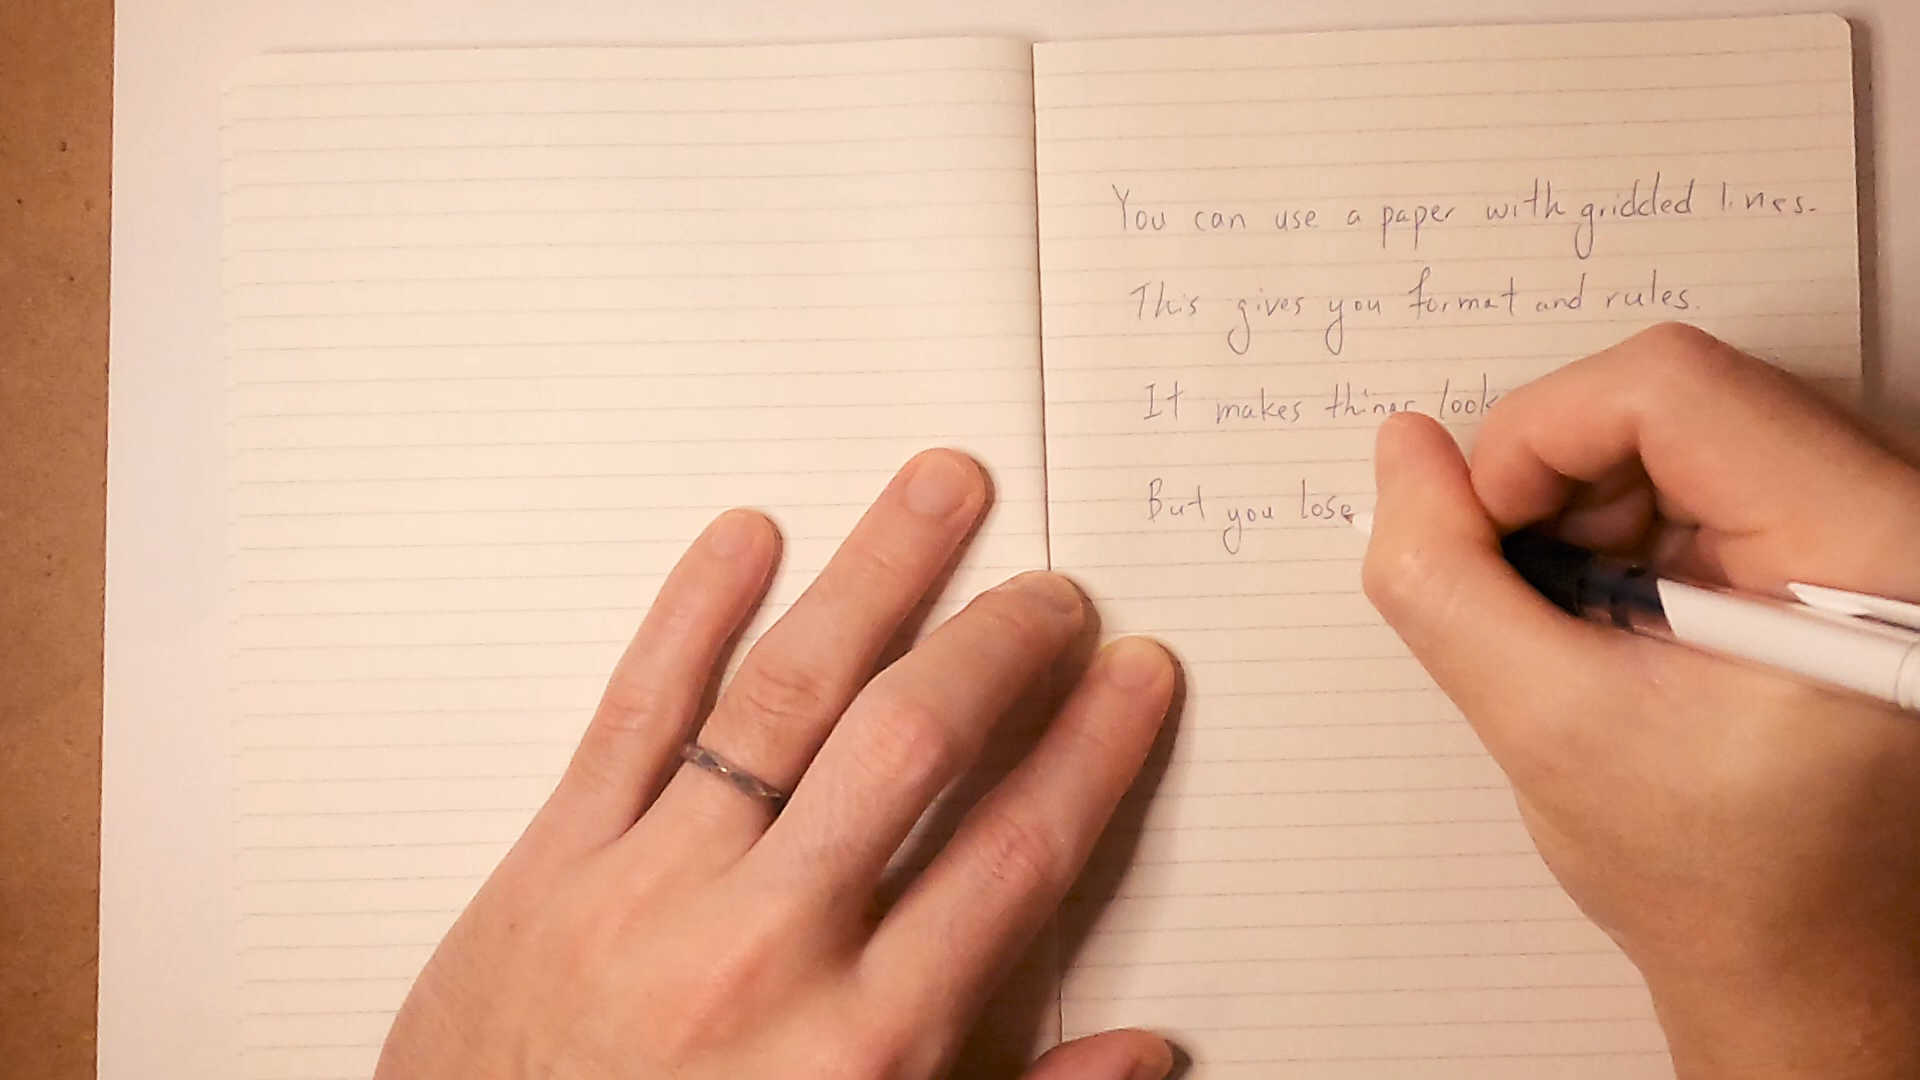 You can use a paper with gridded lines.
This gives you format and rules.
It makes things look
But you lose